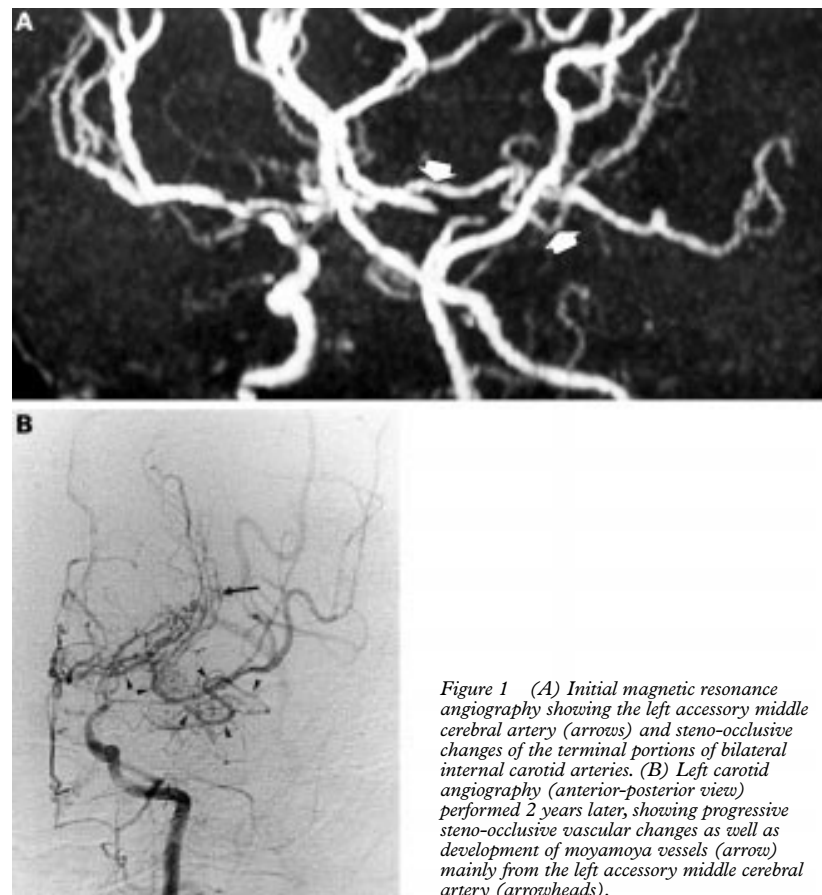 A
B
Figure 1 (A) Initial magnetic resonance
angiography showing the left accessory middle
cerebral artery (arrows) and steno-occlusive
changes of the terminal portions of bilateral
internal carotid arteries. (B) Left carotid
angiography (anterior-posterior view)
performed 2 years later, showing progressive
steno-occlusive vascular changes as well as
development of moyamoya vessels (arrow)
mainly from the left accessory middle cerebral
artery (arrowheads).